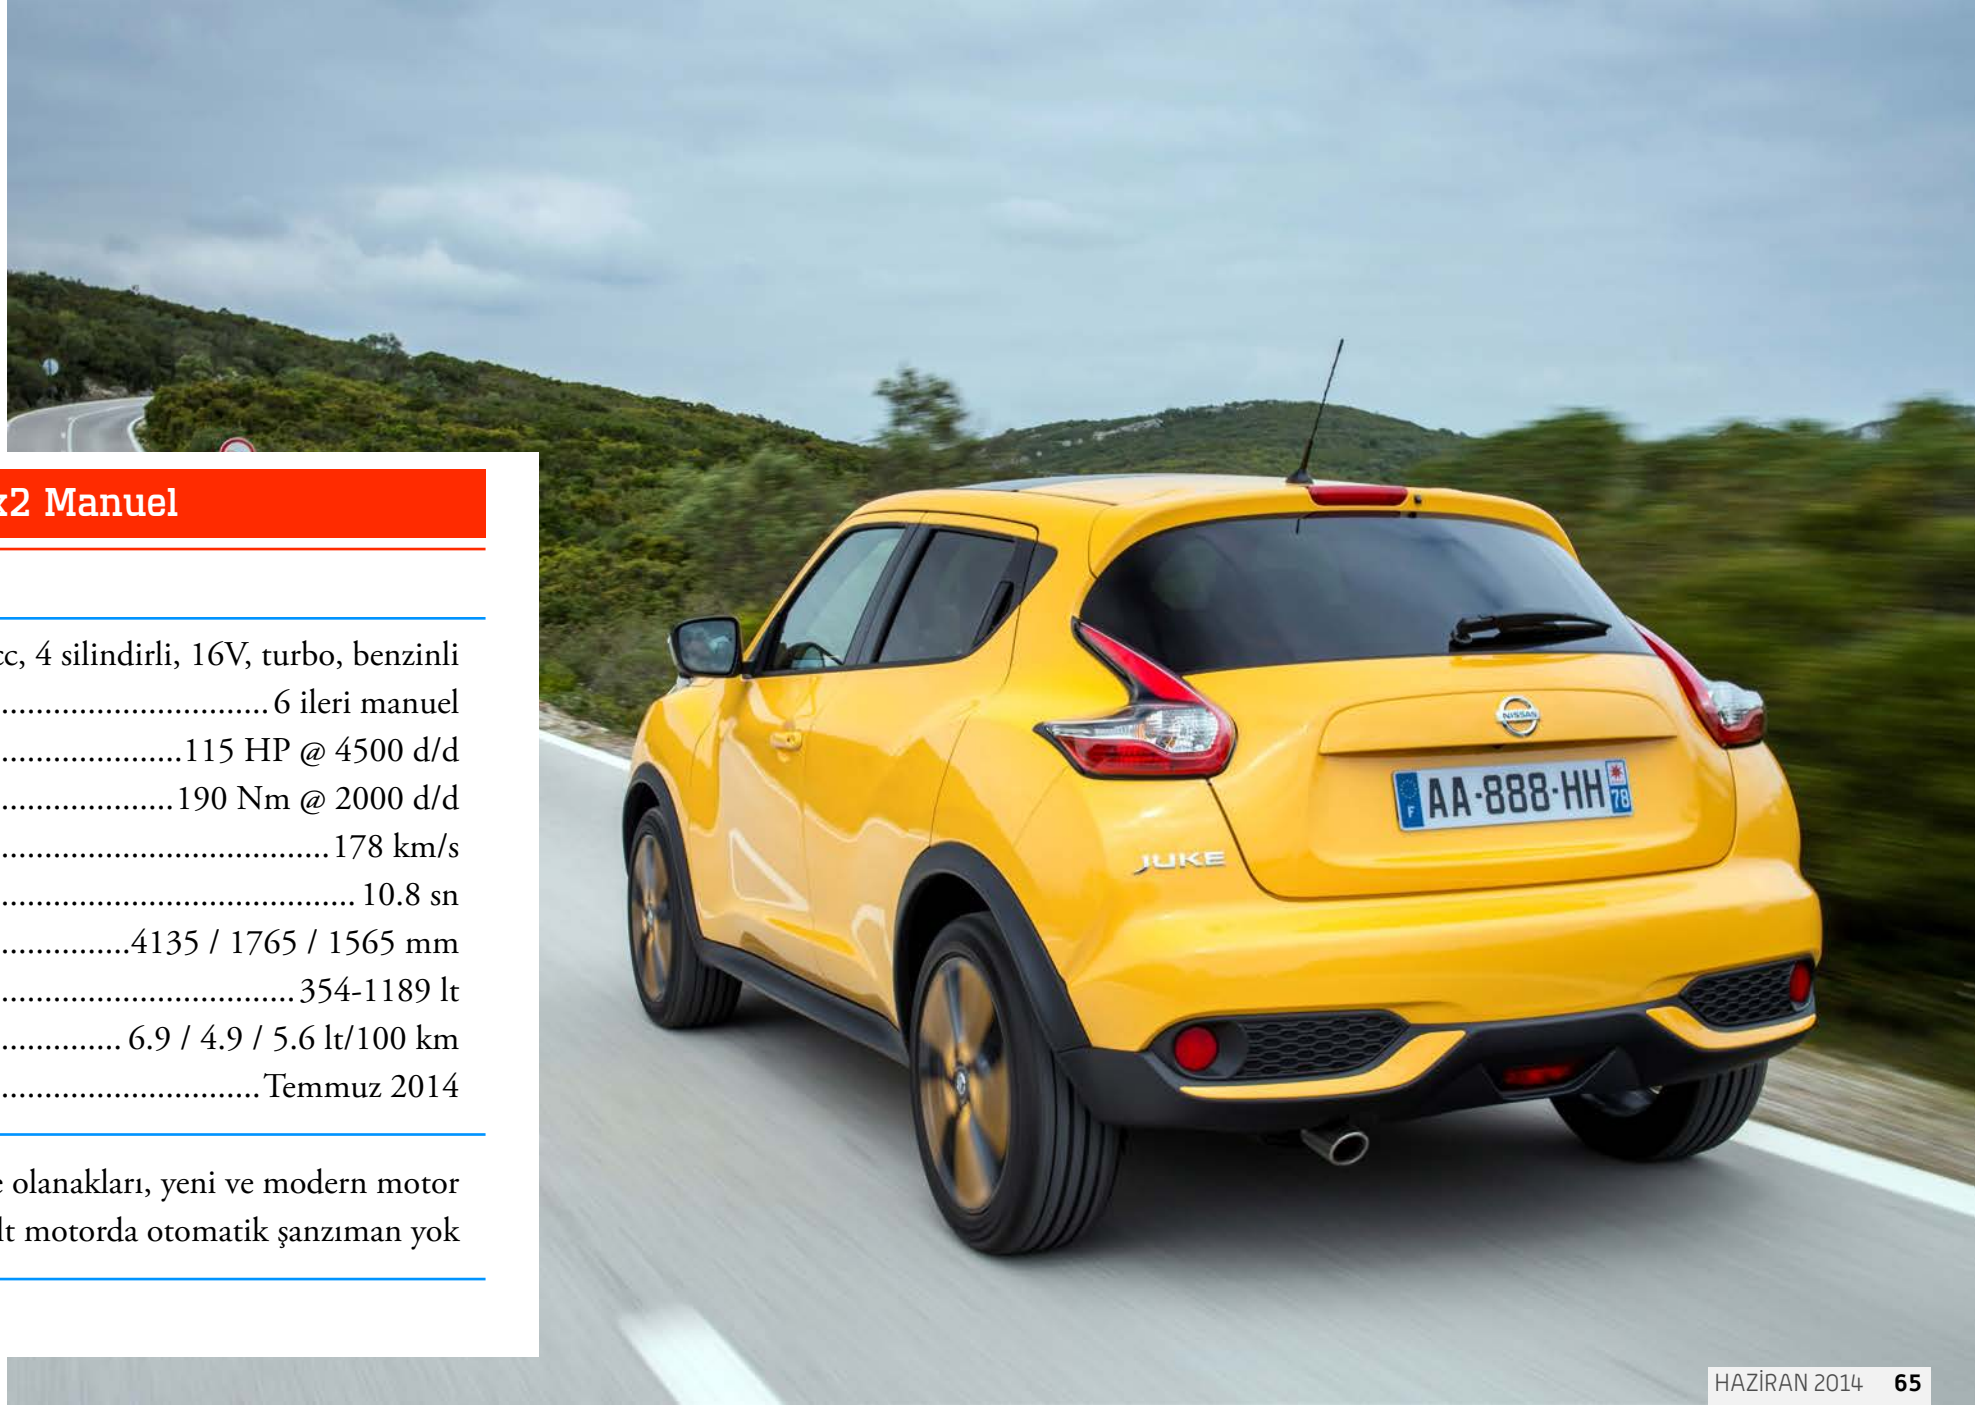 x2 Manuel
cc, 4 silindirli, 16V, turbo, benzinli
6 ileri manuel
115 HP @ 4500 d/d
190 Nm @ 2000 d/d
178 km/s
10.8 sn
4135 / 1765 / 1565 mm
354-1189 lt
6.9 / 4.9 / 5.6 lt/100 km
Temmuz 2014
e olanakları, yeni ve modern motor
lt motorda otomatik şanzıman yok
NISSAN
F AA-888-HH 78
JUKE
HAZİRAN 2014 65